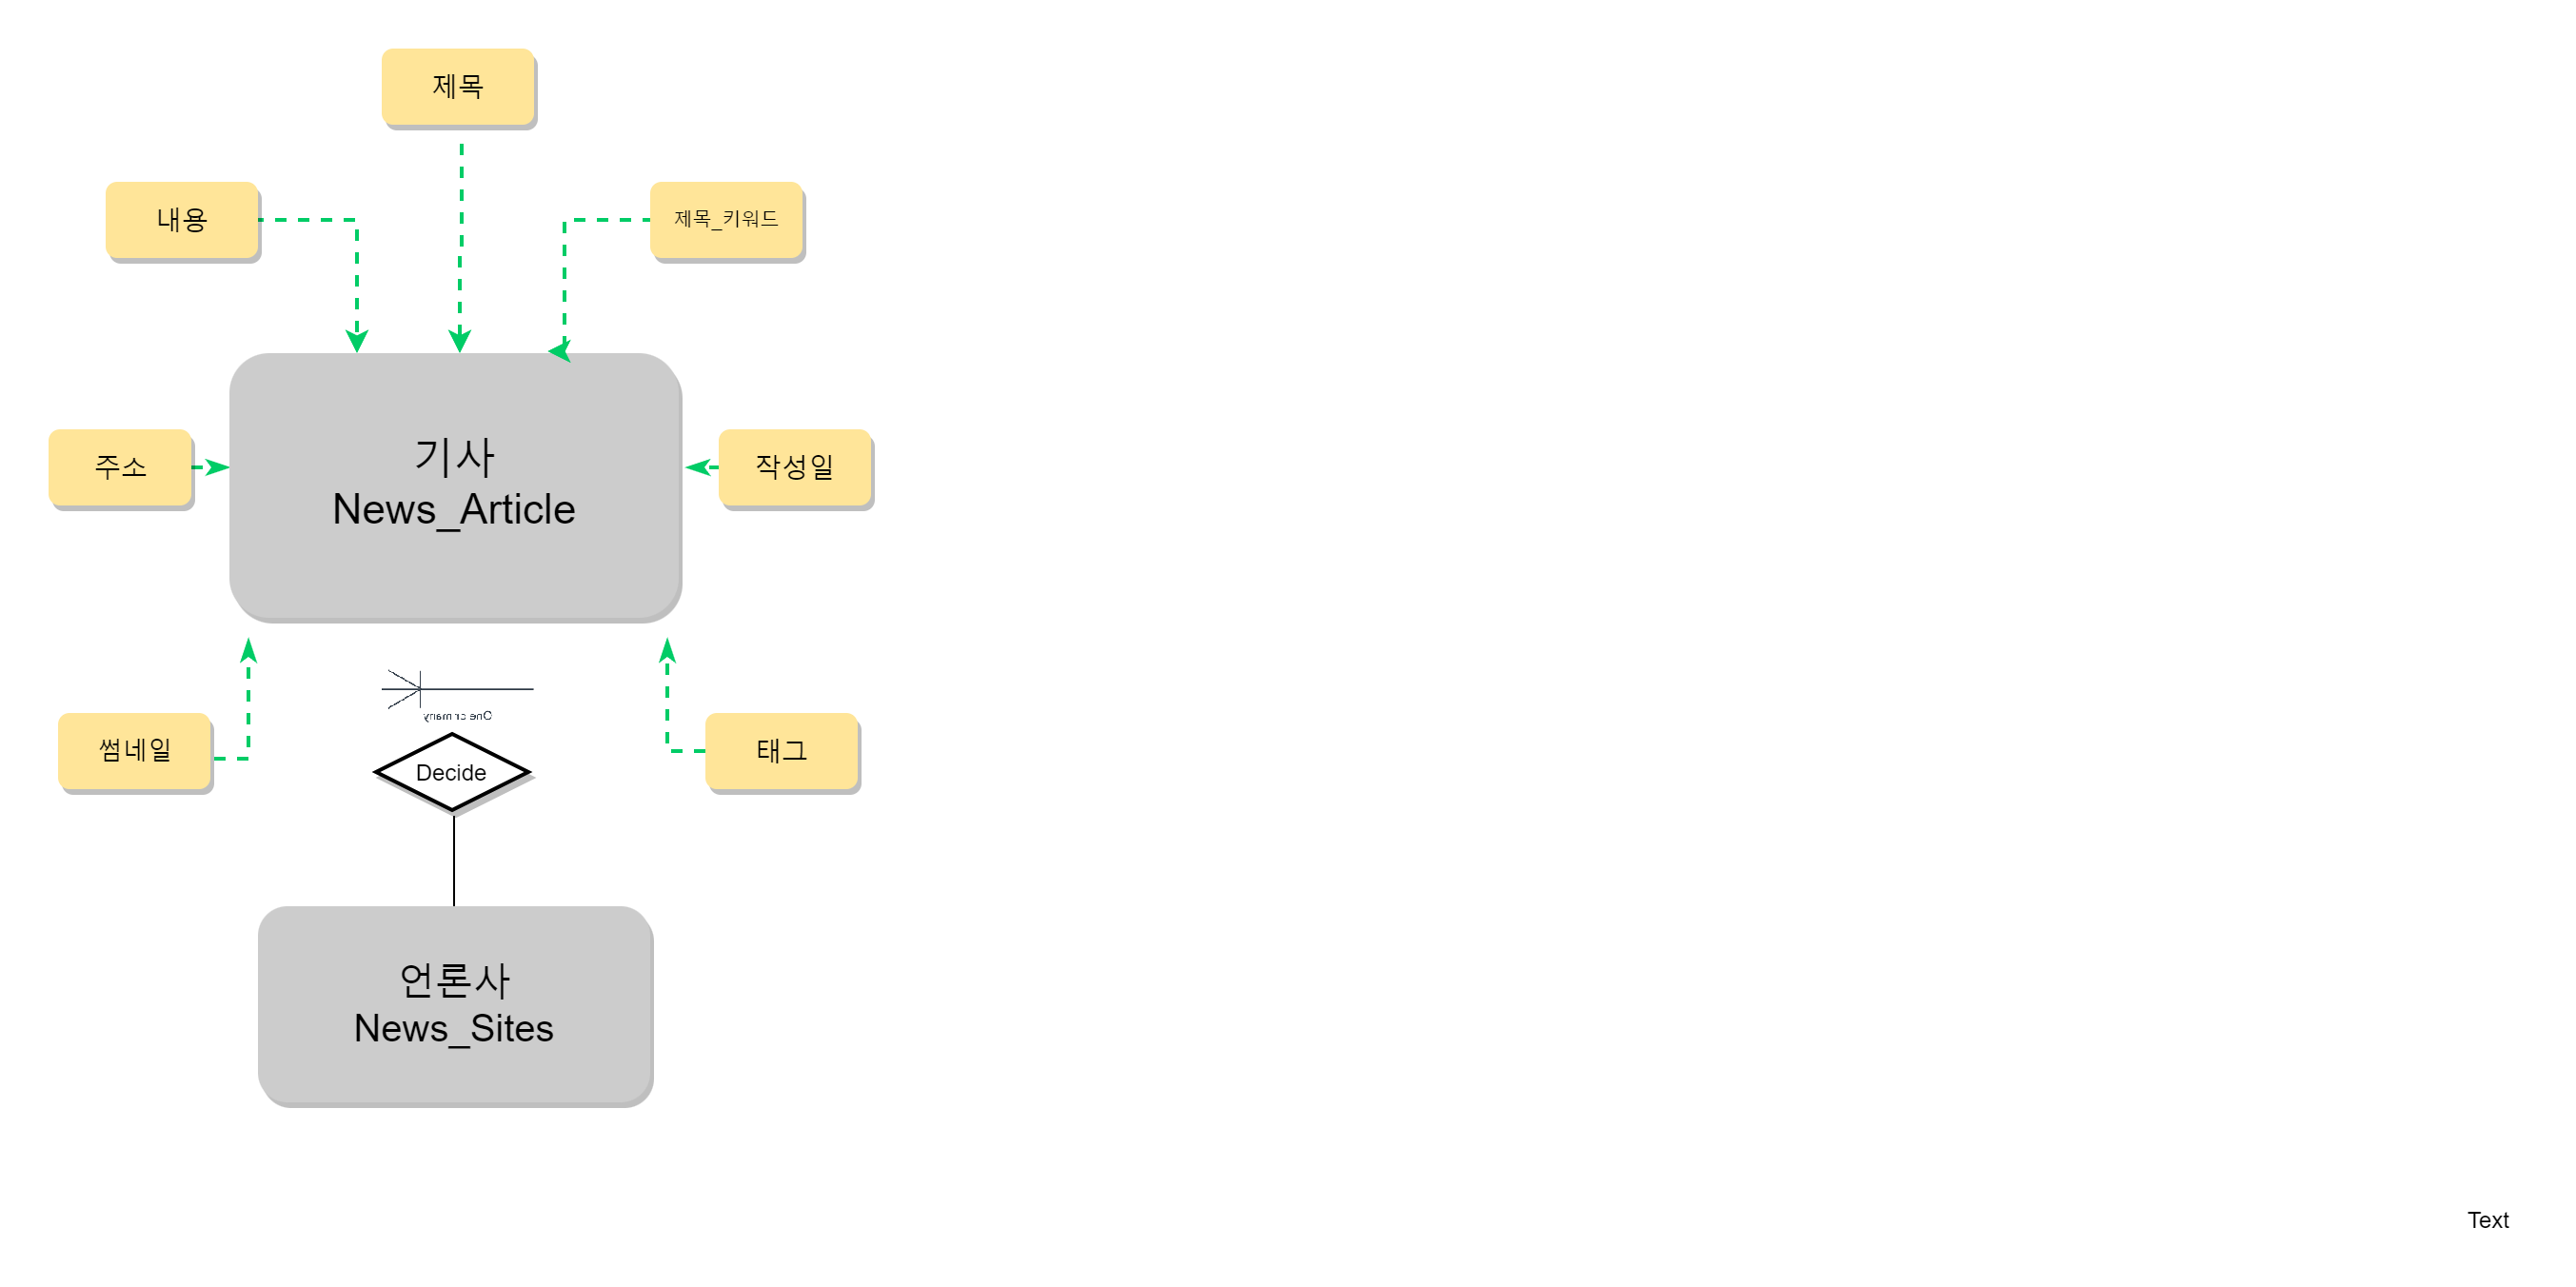 제목
내용
제목_키워드
기사
News_Article
주소
작성일
One or many
썸네일
태그
Decide
언론사
News_Sites
Text